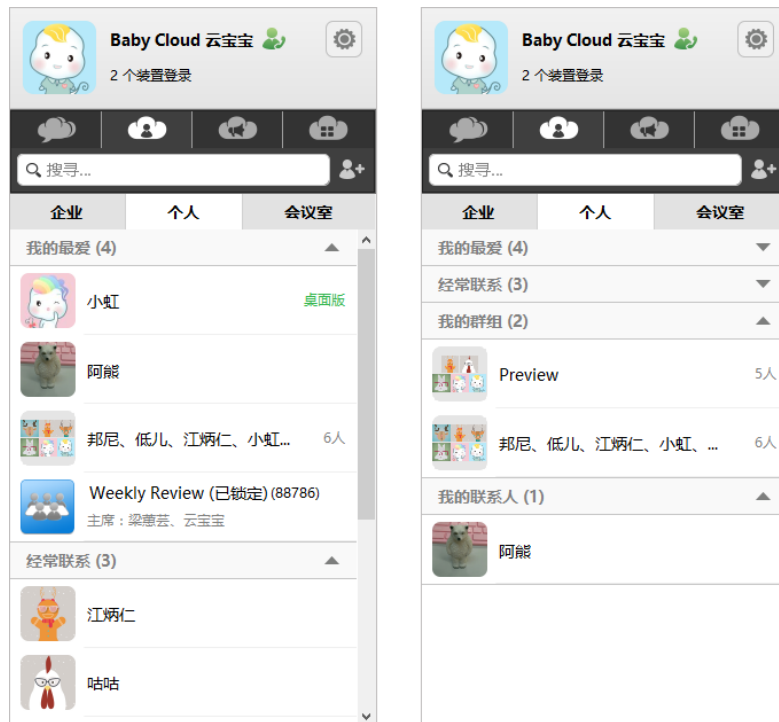 Baby Cloud 云宝宝
2 个装置登录
搜寻...
企业 个人 会议室
我的最爱 (4)
小虹 桌面版
阿熊
邦尼、低儿、江炳仁、小虹... 6人
Weekly Review (已锁定) (88786)
主席：梁蕙芸、云宝宝
经常联系 (3)
江炳仁
咕咕
Baby Cloud 云宝宝
2 个装置登录
搜寻...
企业 个人 会议室
我的最爱 (4)
经常联系 (3)
我的群组 (2)
Preview 5人
邦尼、低儿、江炳仁、小虹、... 6人
我的联系人 (1)
阿熊